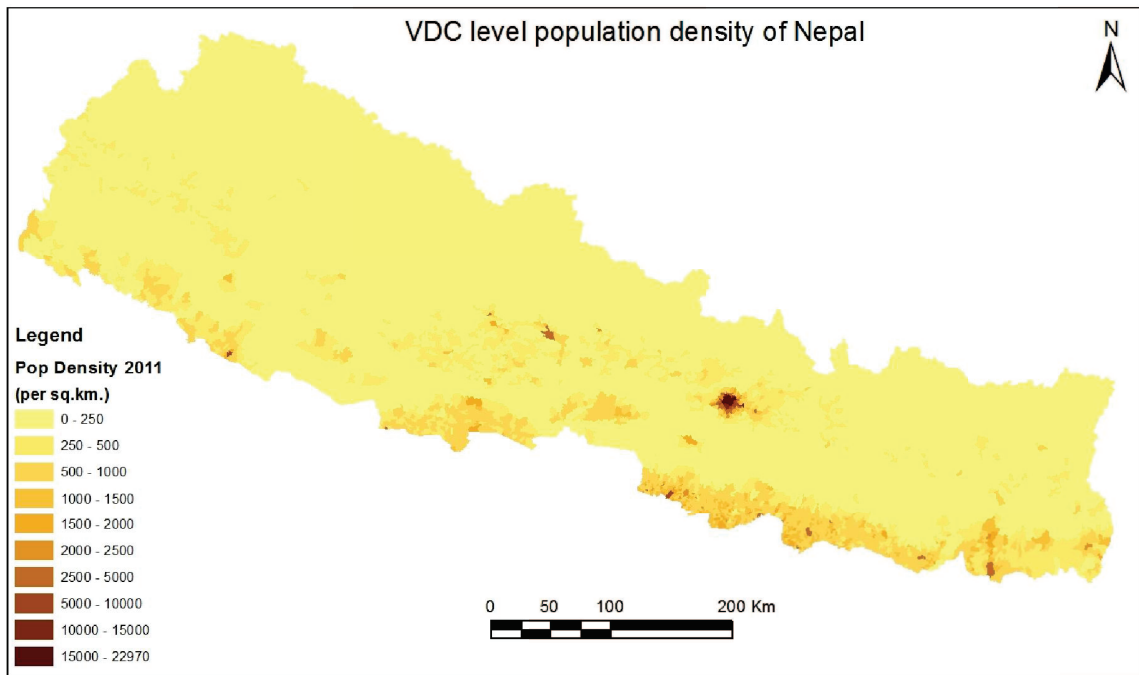 VDC level population density of Nepal
N
Legend
Pop Density 2011
(per sq.km.)
0 - 250
250 - 500
500 - 1000
1000 - 1500
1500 - 2000
2000 - 2500
2500 - 5000
5000 - 10000
10000 - 15000
15000 - 22970
0 50 100 200 Km